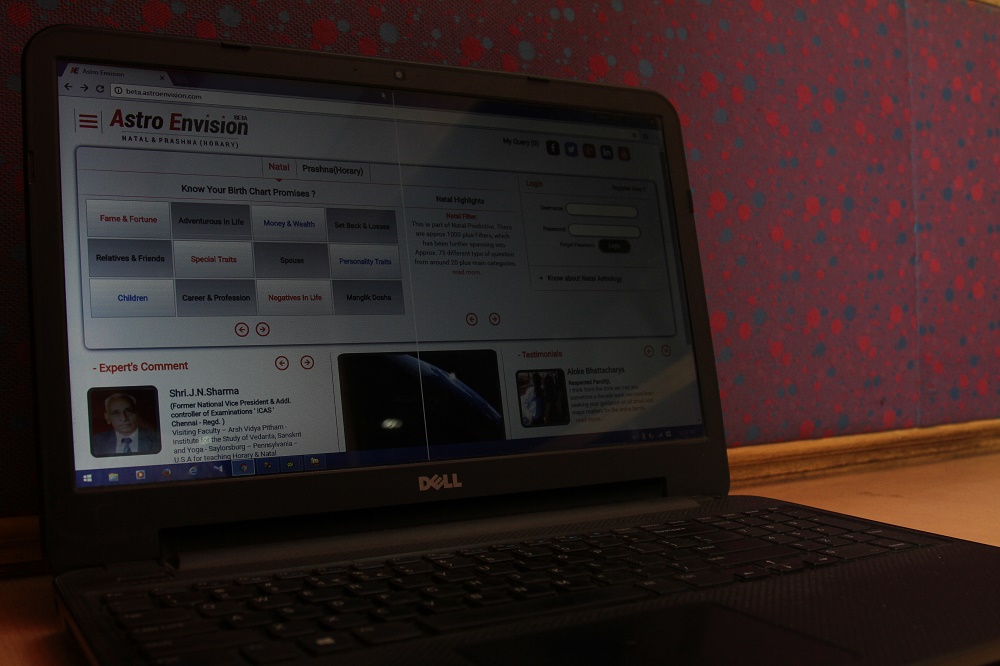 Astro Envision
beta.astroenvision.com
Astro Envision BETA
NATAL & PRASHNA (HORARY)
My Query (0)
Natal
Prashna(Horary)
Know Your Birth Chart Promises ?
Fame & Fortune
Adventurous In Life
Money & Wealth
Set Back & Losses
Relatives & Friends
Special Traits
Spouse
Personality Traits
Children
Career & Profession
Negatives In Life
Manglik Dosha
Natal Highlights
Natal Filter:
This is part of Natal Predictive. There
are approx 1000 plus Filters, which
has been further spanning into
Approx. 75 different type of question
from around 20 plus main categories.
read more..
Login
Username
Password
Forgot Password
Know about Natal Astrology
- Expert's Comment
Shri.J.N.Sharma
(Former National Vice President & Addl.
controller of Examinations ' ICAS '
Chennai - Regd. )
Visiting Faculty – Arsh Vidya Pitham -
Institute for the Study of Vedanta, Sanskrit
and Yoga - Saylorsburg – Pennsylvania –
U.S.A for teaching Horary & Natal
- Testimonials
Aloke Bhattacharya,
Respected Panditji,
DELL